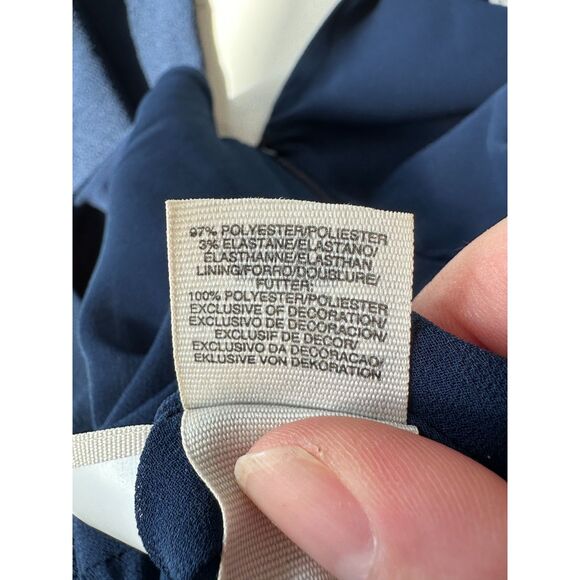 97% POLYESTER/POLIESTER
3% ELASTANE/ELASTANO/
ELASTHANNE/ELASTHAN
LINING/FORRO/DOUBLURE/
FUTTER:
100% POLYESTER/POLIESTER
EXCLUSIVE OF DECORATION/
EXCLUSIVO DE DECORACION/
EXCLUSIF DE DECOR/
EXCLUSIVO DA DECORACAO/
EKLUSIVE VON DEKORATION